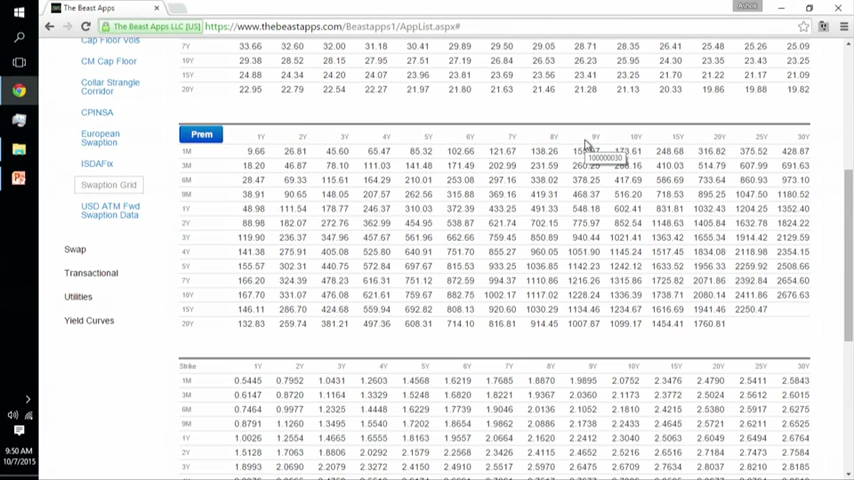 The Beast Apps
Ashok
The Beast Apps LLC [US] https://www.thebeastapps.com/Beastapps1/AppList.aspx#
Cap Floor Vols
CM Cap Floor
Collar Strangle
Corridor
CPINSA
European
Swaption
ISDAFix
Swaption Grid
USD ATM Fwd
Swaption Data
Swap
Transactional
Utilities
Yield Curves
7Y 33.66 32.60 32.00 31.18 30.41 29.89 29.50 29.05 28.71 28.35 26.41 25.48 25.26 25.09
10Y 29.38 28.52 28.15 27.95 27.51 27.19 26.84 26.53 26.23 25.95 24.30 23.35 23.43 23.25
15Y 24.88 24.34 24.20 24.07 23.96 23.81 23.69 23.56 23.41 23.25 21.70 21.22 21.17 21.09
20Y 22.95 22.79 22.54 22.27 21.97 21.80 21.63 21.46 21.28 21.13 20.33 19.86 19.88 19.82
Prem 1Y 2Y 3Y 4Y 5Y 6Y 7Y 8Y 9Y 10Y 15Y 20Y 25Y 30Y
1M 9.66 26.81 45.60 65.47 85.32 102.66 121.67 138.26 173.61 248.68 316.82 375.52 428.87
100000030
3M 18.20 46.87 78.10 111.03 141.48 171.49 202.99 231.59 410.03 514.79 607.99 691.63
6M 28.47 69.33 115.61 164.29 210.01 253.08 297.16 338.02 378.25 417.69 586.69 733.64 860.93 973.10
9M 38.91 90.65 148.05 207.57 262.56 315.88 369.16 419.31 468.37 516.20 718.53 895.25 1047.50 1180.52
1Y 48.98 111.54 178.77 246.37 310.03 372.39 433.25 491.33 548.18 602.41 831.81 1032.43 1204.25 1352.40
2Y 88.98 182.07 272.76 362.99 454.95 538.87 621.74 702.15 775.97 852.54 1148.63 1405.84 1632.78 1824.22
3Y 119.90 236.37 347.96 457.67 561.96 662.66 759.45 850.89 940.44 1021.41 1363.42 1655.34 1914.42 2129.59
4Y 141.38 275.91 405.08 525.80 640.91 751.70 855.27 960.05 1051.90 1145.24 1517.45 1834.08 2118.98 2354.15
5Y 155.57 302.31 440.75 572.84 697.67 815.53 933.25 1036.85 1142.23 1242.12 1633.52 1956.33 2259.92 2508.66
7Y 166.20 324.39 478.23 616.31 751.12 872.59 994.37 1110.86 1216.26 1315.86 1725.82 2071.86 2392.84 2654.60
10Y 167.70 331.07 476.08 621.61 759.67 882.75 1002.17 1117.02 1228.24 1336.39 1738.71 2080.14 2411.86 2676.63
15Y 146.11 286.70 424.68 559.94 692.82 808.13 920.60 1030.29 1134.46 1234.67 1616.69 1941.46 2250.47
20Y 132.83 259.74 381.21 497.36 608.31 714.10 816.81 914.45 1007.87 1099.17 1454.41 1760.81
Strike 1Y 2Y 3Y 4Y 5Y 6Y 7Y 8Y 9Y 10Y 15Y 20Y 25Y 30Y
1M 0.5445 0.7952 1.0431 1.2603 1.4568 1.6219 1.7685 1.8870 1.9895 2.0752 2.3476 2.4790 2.5411 2.5843
3M 0.6147 0.8720 1.1164 1.3329 1.5248 1.6820 1.8221 1.9367 2.0360 2.1173 2.3772 2.5024 2.5612 2.6015
6M 0.7464 0.9977 1.2325 1.4448 1.6229 1.7739 1.9046 2.0136 2.1052 2.1810 2.4215 2.5380 2.5927 2.6275
9M 0.8791 1.1260 1.3495 1.5540 1.7202 1.8654 1.9862 2.0886 2.1738 2.2433 2.4645 2.5721 2.6211 2.6525
1Y 1.0026 1.2554 1.4646 1.6555 1.8163 1.9557 2.0664 2.1620 2.2412 2.3040 2.5063 2.6049 2.6494 2.6764
2Y 1.5128 1.7063 1.8806 2.0292 2.1579 2.2568 2.3426 2.4115 2.4652 2.5216 2.6516 2.7184 2.7473 2.7584
3Y 1.8993 2.0690 2.2079 2.3272 2.4150 2.4910 2.5517 2.5970 2.6475 2.6709 2.7634 2.8037 2.8210 2.8185
9:50 AM
10/7/2015